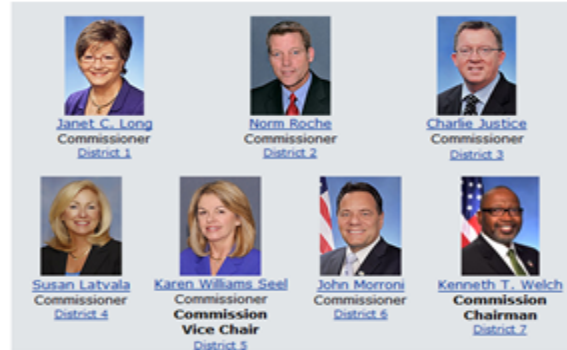 Janet C. Long
Commissioner
District 1
Norm Roche
Commissioner
District 2
Charlie Justice
Commissioner
District 3
Susan Latvala
Commissioner
District 4
Karen Williams Seel
Commissioner
Commission
Vice Chair
District 5
John Morroni
Commissioner
District 6
Kenneth T. Welch
Commission
Chairman
District 7